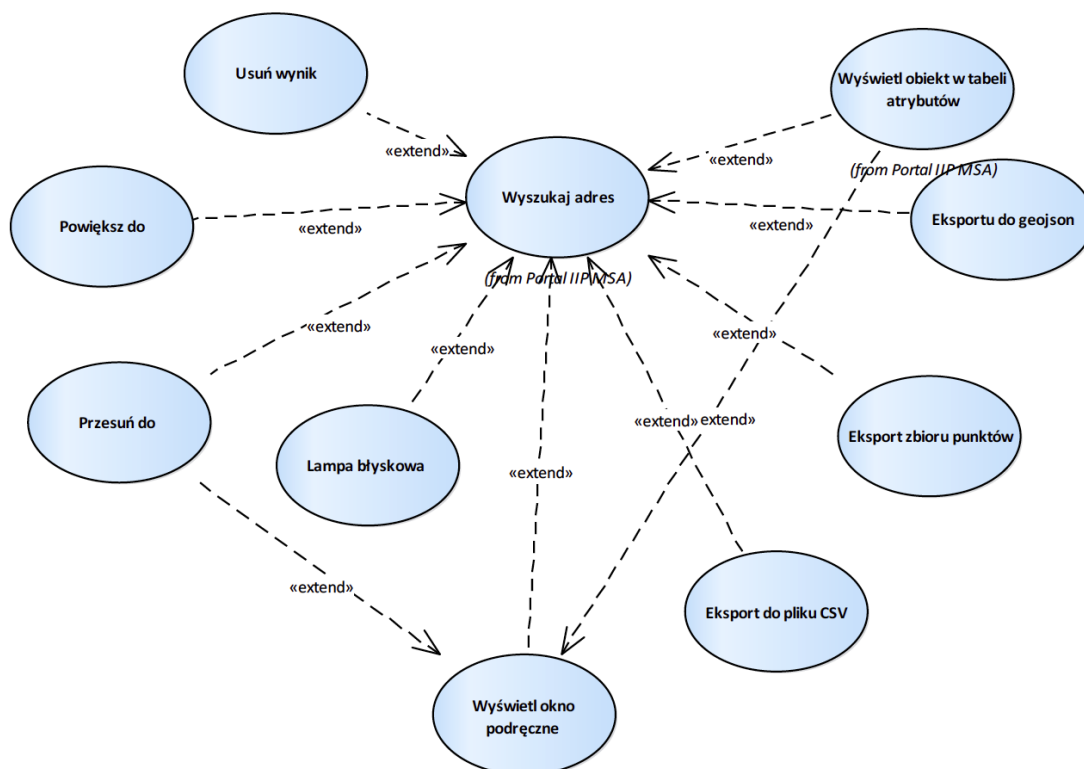 Usuń wynik
Wyświetl obiekt w tabeli
atrybutów
«extend»
«extend»
(from Portal IIP MSA)
Wyszukaj adres
Powiększ do
«extend»
«extend»
Eksportu do geojson
(from Portal IIP MSA)
«extend»
«extend»
«extend»
Przesuń do
«extend»
extend»
Eksport zbioru punktów
Lampa błyskowa
«extend»
«extend»
Eksport do pliku CSV
Wyświetl okno
podręczne